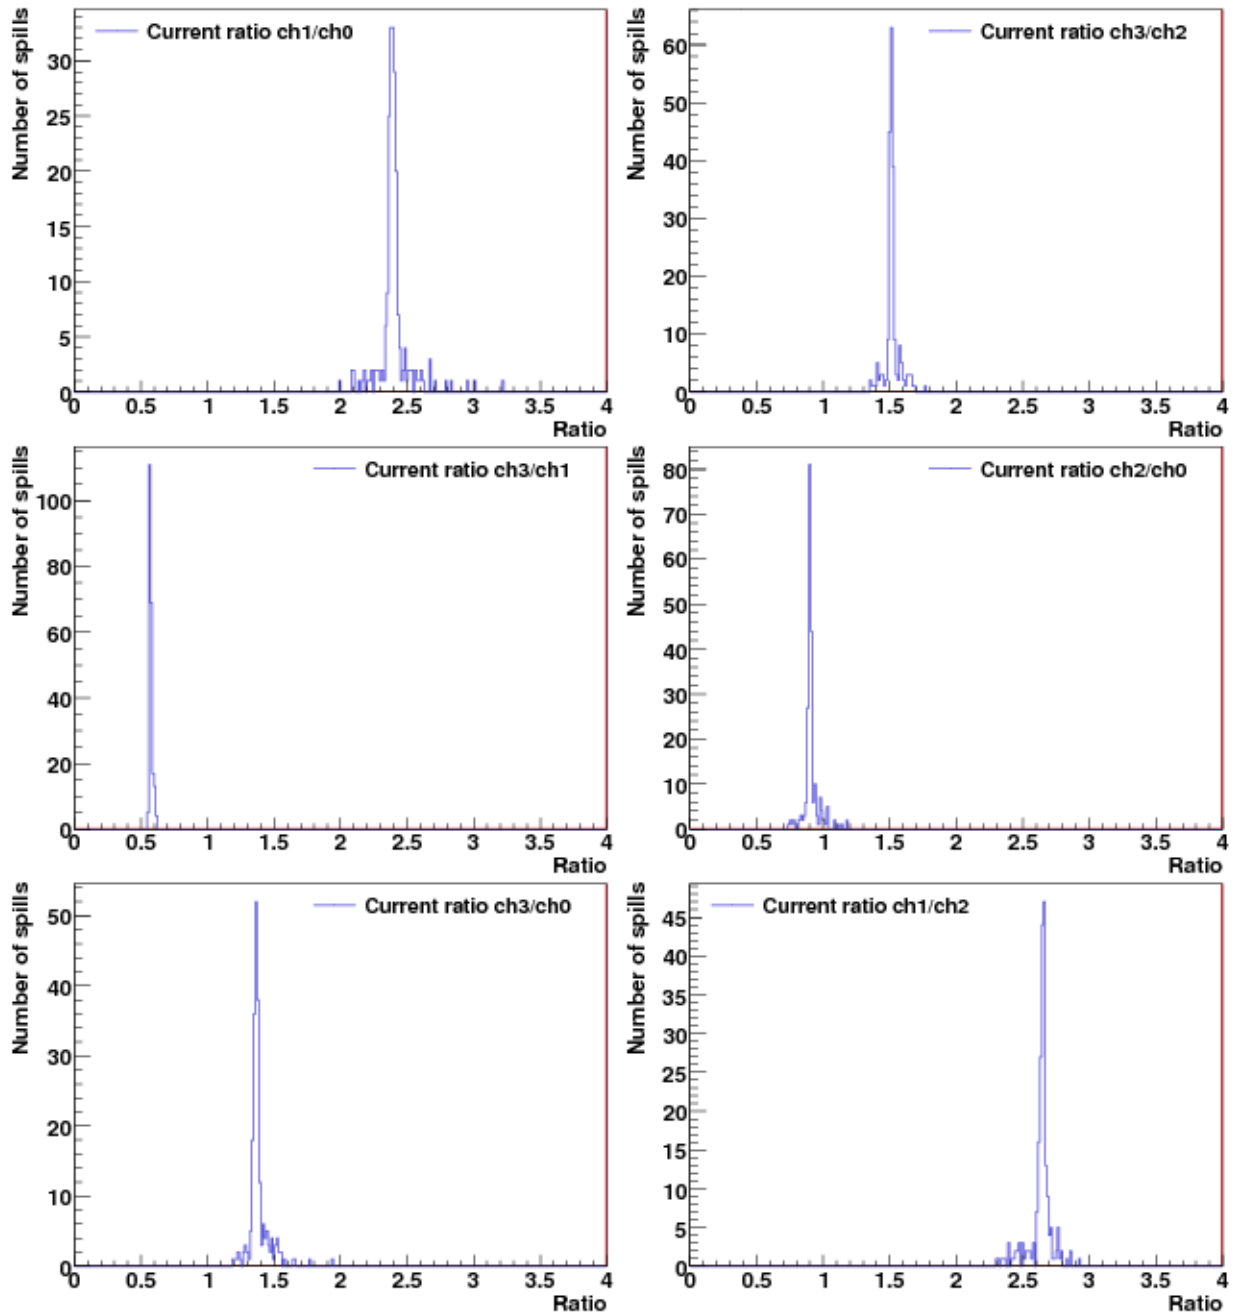 Number of spills
Current ratio ch1/ch0
30
25
20
15
10
5
0
0 0.5 1 1.5 2 2.5 3 3.5 4
Ratio
Number of spills
Current ratio ch3/ch2
60
50
40
30
20
10
0
0 0.5 1 1.5 2 2.5 3 3.5 4
Ratio
Number of spills
Current ratio ch3/ch1
100
80
60
40
20
0
0 0.5 1 1.5 2 2.5 3 3.5 4
Ratio
Number of spills
Current ratio ch2/ch0
80
70
60
50
40
30
20
10
0
0 0.5 1 1.5 2 2.5 3 3.5 4
Ratio
Number of spills
Current ratio ch3/ch0
50
40
30
20
10
0
0 0.5 1 1.5 2 2.5 3 3.5 4
Ratio
Number of spills
Current ratio ch1/ch2
45
40
35
30
25
20
15
10
5
0
0 0.5 1 1.5 2 2.5 3 3.5 4
Ratio